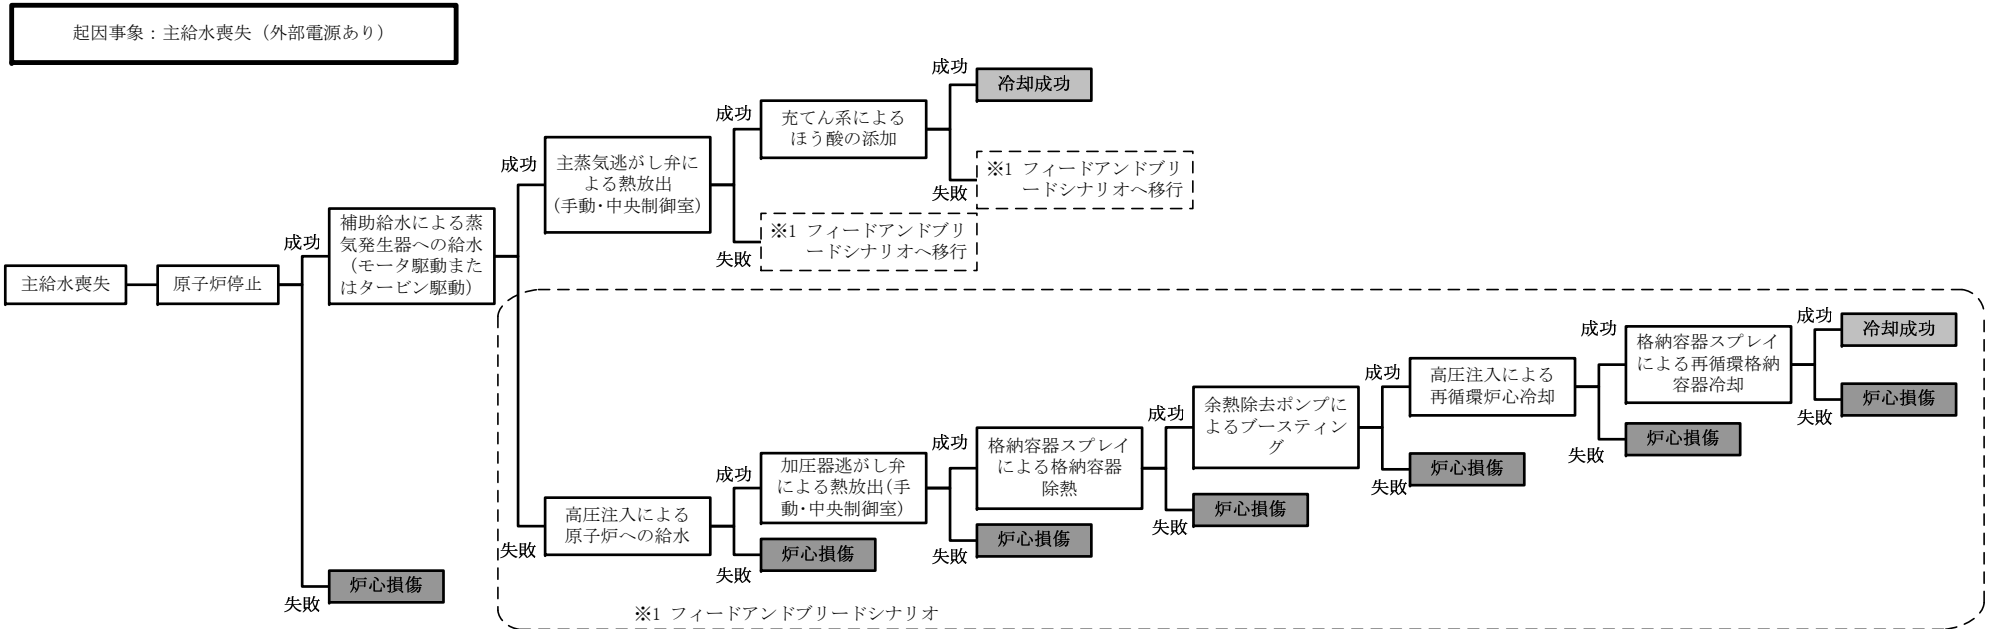 起因事象：主給水喪失（外部電源あり）
主給水喪失
原子炉停止
成功
補助給水による蒸
気発生器への給水
（モータ駆動また
はタービン駆動）
失敗
炉心損傷
成功
主蒸気逃がし弁に
よる熱放出
(手動･中央制御室)
成功
充てん系による
ほう酸の添加
成功
冷却成功
失敗
※1 フィードアンドブリ
ードシナリオへ移行
失敗
※1 フィードアンドブリ
ードシナリオへ移行
失敗
高圧注入による
原子炉への給水
成功
加圧器逃がし弁
による熱放出(手
動･中央制御室)
失敗
炉心損傷
成功
格納容器スプレイ
による格納容器
除熱
失敗
炉心損傷
成功
余熱除去ポンプに
よるブースティン
グ
失敗
炉心損傷
成功
高圧注入による
再循環炉心冷却
失敗
炉心損傷
成功
格納容器スプレイ
による再循環格納
容器冷却
失敗
炉心損傷
成功
冷却成功
失敗
炉心損傷
※1 フィードアンドブリードシナリオ